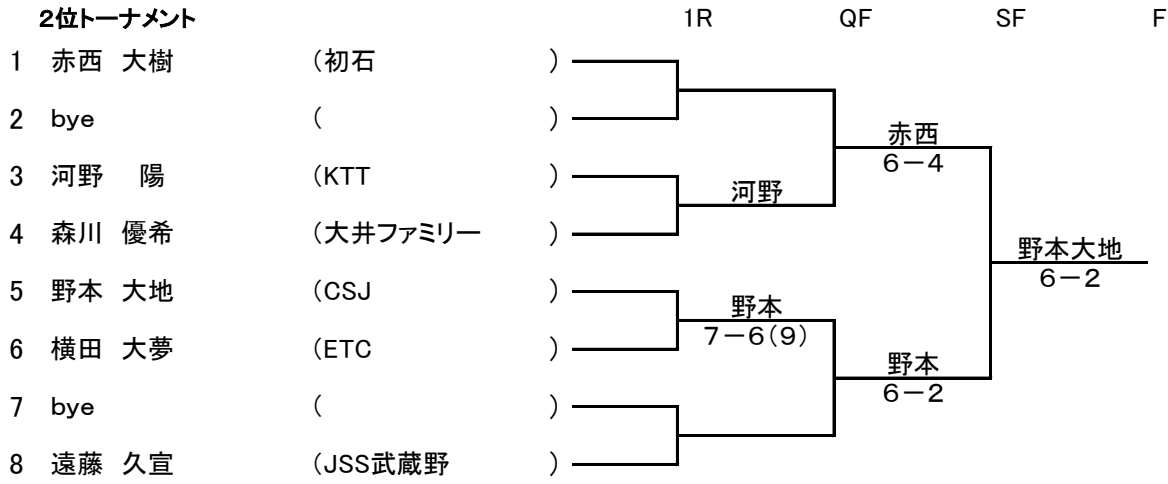 2位トーナメント 1R QF SF F
1 赤西 大樹 (初石 )
2 bye ( )
赤西
3 河野 陽 (KTT ) 6-4
河野
4 森川 優希 (大井ファミリー )
野本大地
5 野本 大地 (CSJ ) 6-2
野本
6 横田 大夢 (ETC ) 7-6(9)
野本
7 bye ( ) 6-2
8 遠藤 久宣 (JSS武蔵野 )